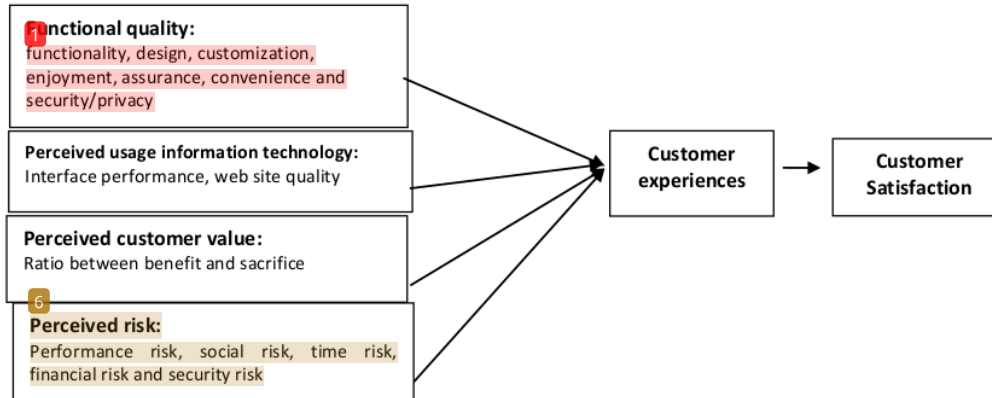 1
Functional quality:
functionality, design, customization,
enjoyment, assurance, convenience and
security/privacy
Perceived usage information technology:
Interface performance, web site quality
Perceived customer value:
Ratio between benefit and sacrifice
6
Perceived risk:
Performance risk, social risk, time risk,
financial risk and security risk
Customer
experiences
Customer
Satisfaction